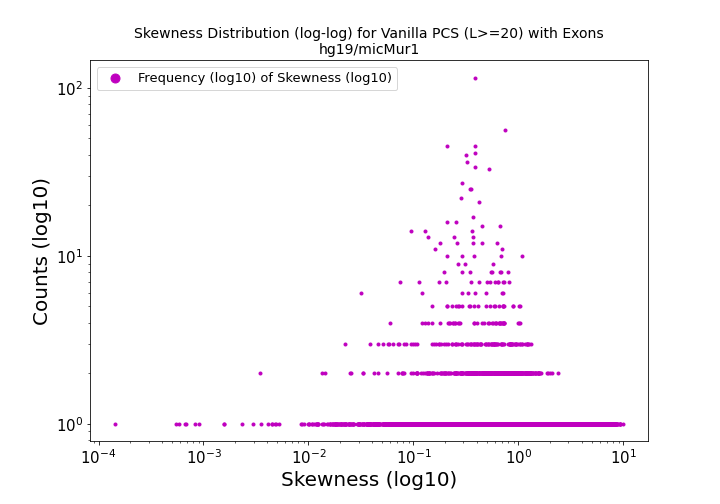 Skewness Distribution (log-log) for Vanilla PCS (L>=20) with Exons
hg19/micMur1
Frequency (log10) of Skewness (log10)
Counts (log10)
10²
10¹
10⁰
10⁻⁴ 10⁻³ 10⁻² 10⁻¹ 10⁰ 10¹
Skewness (log10)